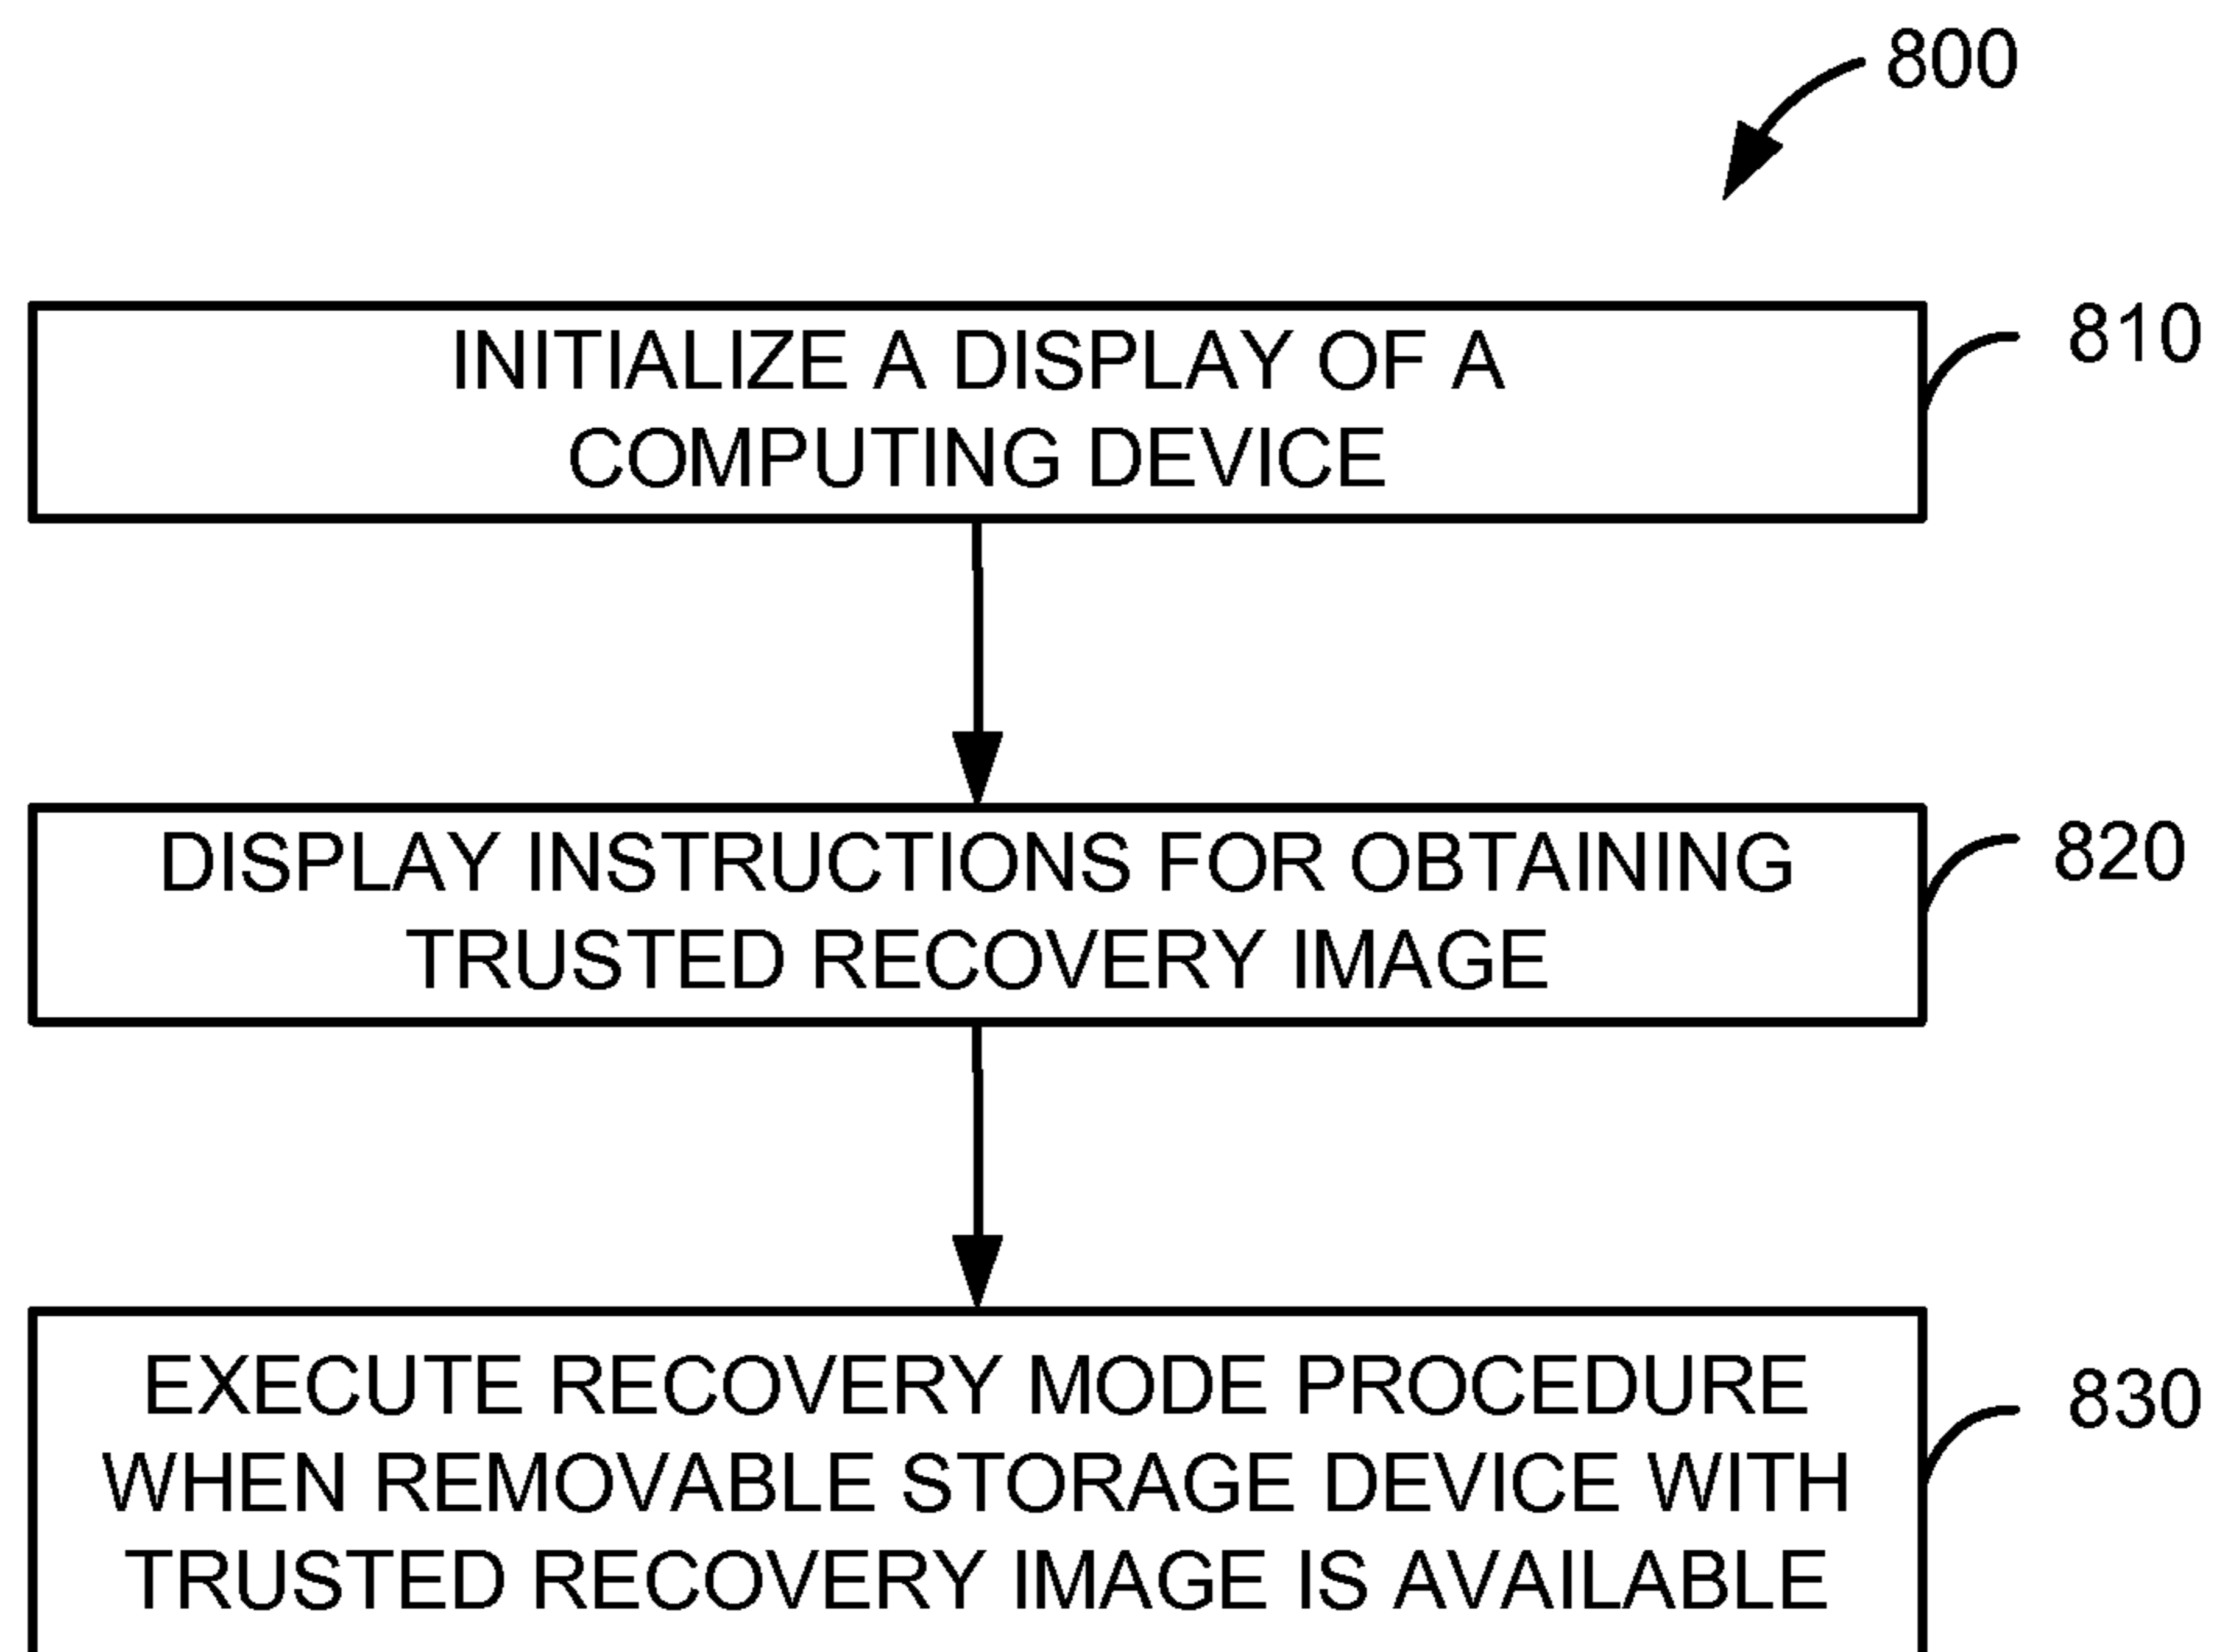 800
INITIALIZE A DISPLAY OF A
COMPUTING DEVICE
810
DISPLAY INSTRUCTIONS FOR OBTAINING
TRUSTED RECOVERY IMAGE
820
EXECUTE RECOVERY MODE PROCEDURE
WHEN REMOVABLE STORAGE DEVICE WITH
TRUSTED RECOVERY IMAGE IS AVAILABLE
830